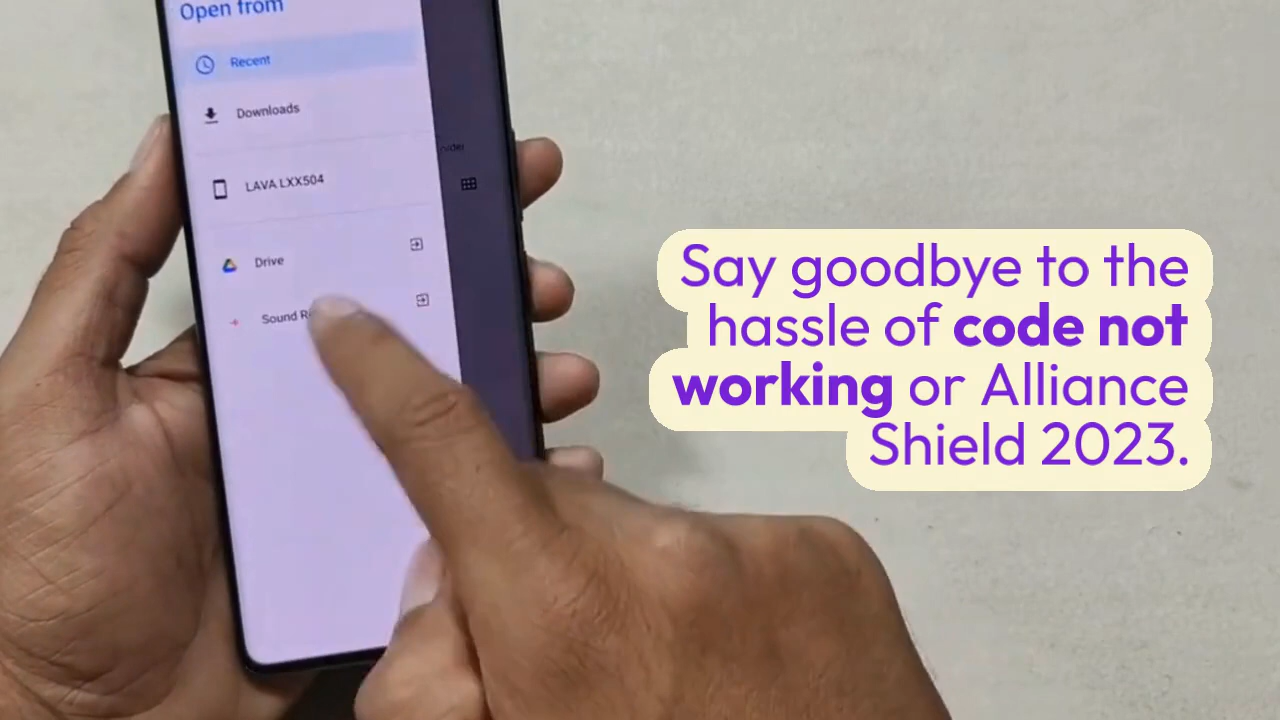 Open from
Recent
Downloads
LAVA LXX504
Drive
Sound
Say goodbye to the
hassle of code not
working or Alliance
Shield 2023.